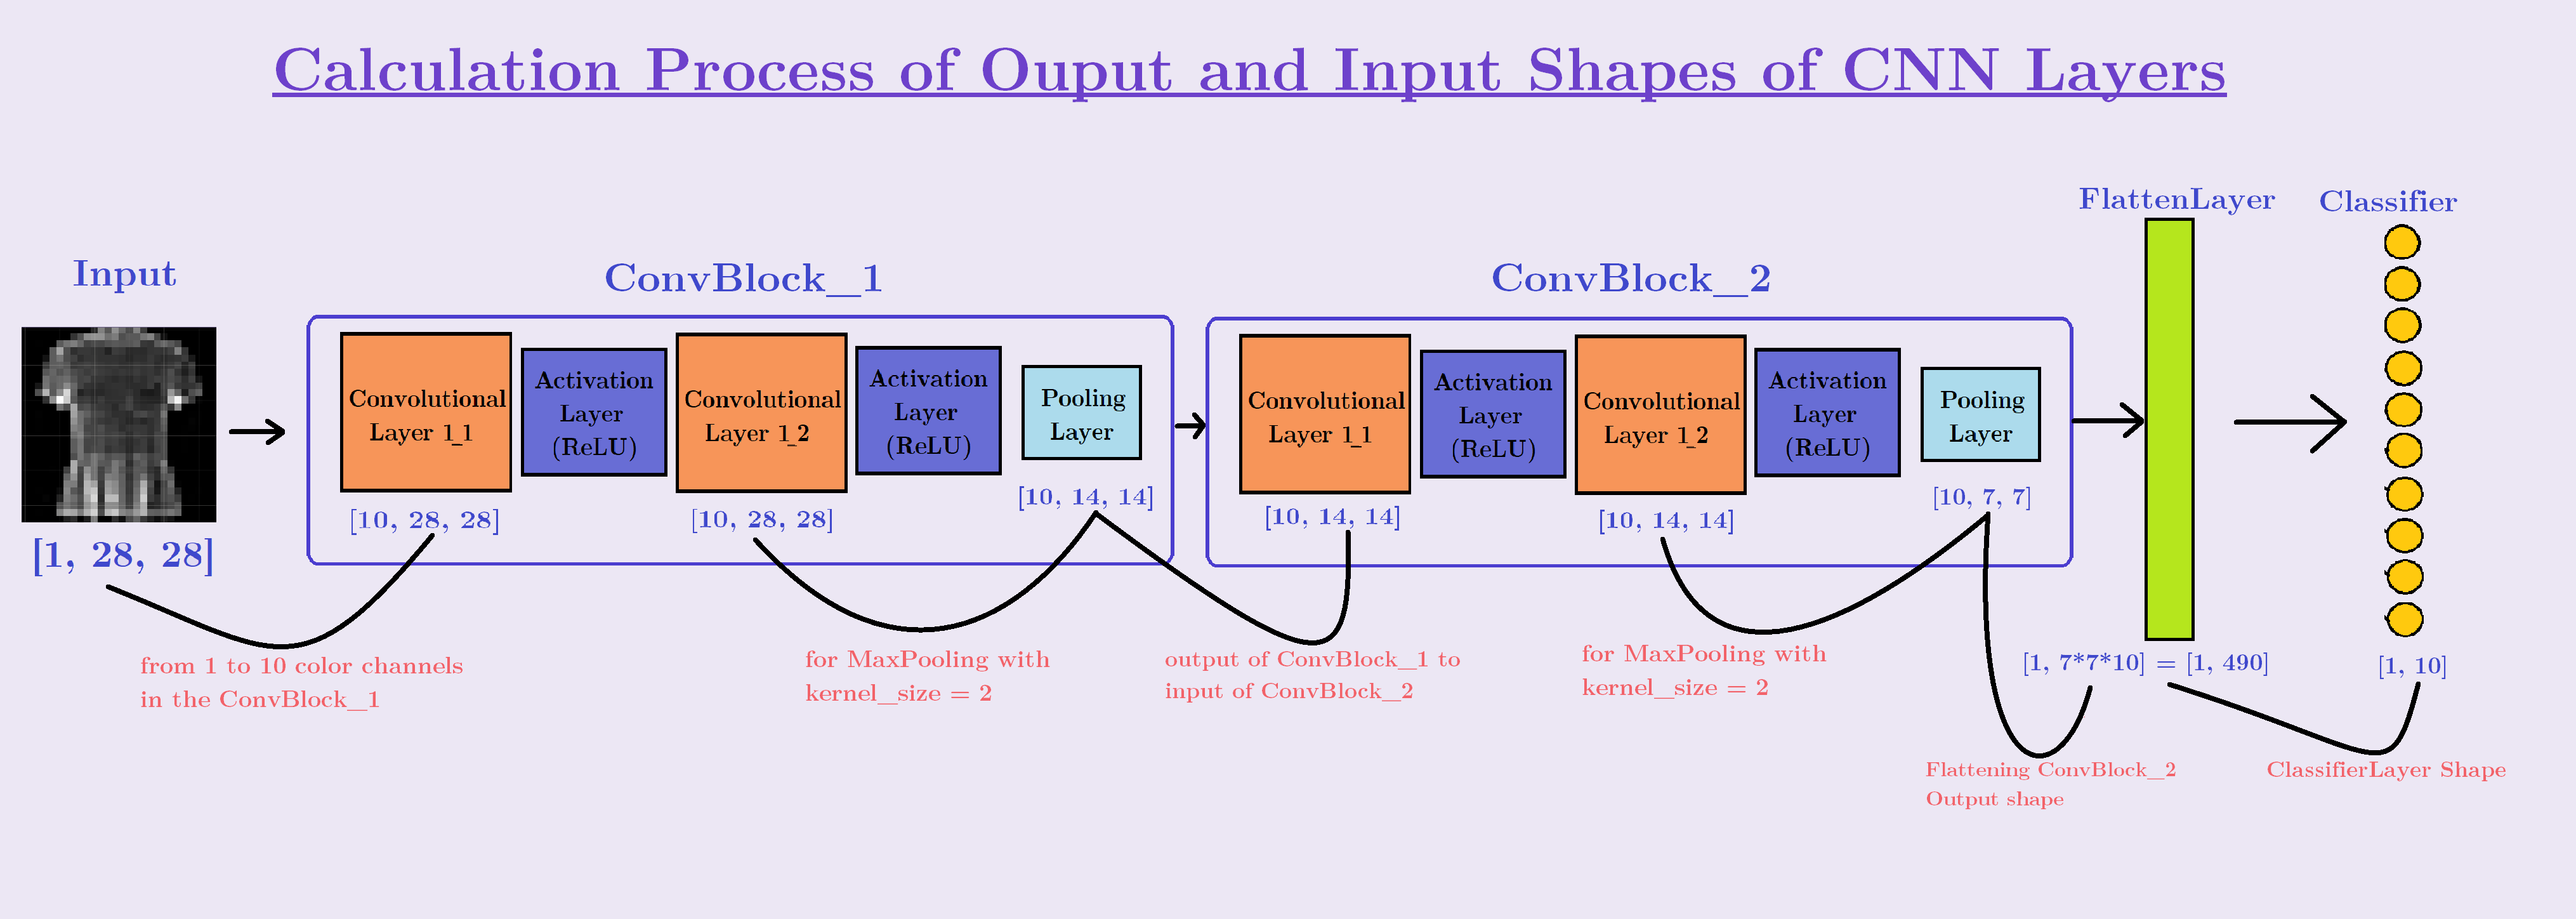 Calculation Process of Ouput and Input Shapes of CNN Layers
Input
[1, 28, 28]
from 1 to 10 color channels
in the ConvBlock_1
ConvBlock_1
Convolutional
Layer 1_1
[10, 28, 28]
Activation
Layer
(ReLU)
Convolutional
Layer 1_2
[10, 28, 28]
Activation
Layer
(ReLU)
Pooling
Layer
[10, 14, 14]
for MaxPooling with
kernel_size = 2
output of ConvBlock_1 to
input of ConvBlock_2
ConvBlock_2
Convolutional
Layer 1_1
[10, 14, 14]
Activation
Layer
(ReLU)
Convolutional
Layer 1_2
[10, 14, 14]
Activation
Layer
(ReLU)
Pooling
Layer
[10, 7, 7]
for MaxPooling with
kernel_size = 2
FlattenLayer
[1, 7*7*10] = [1, 490]
Flattening ConvBlock_2
Output shape
Classifier
[1, 10]
ClassifierLayer Shape